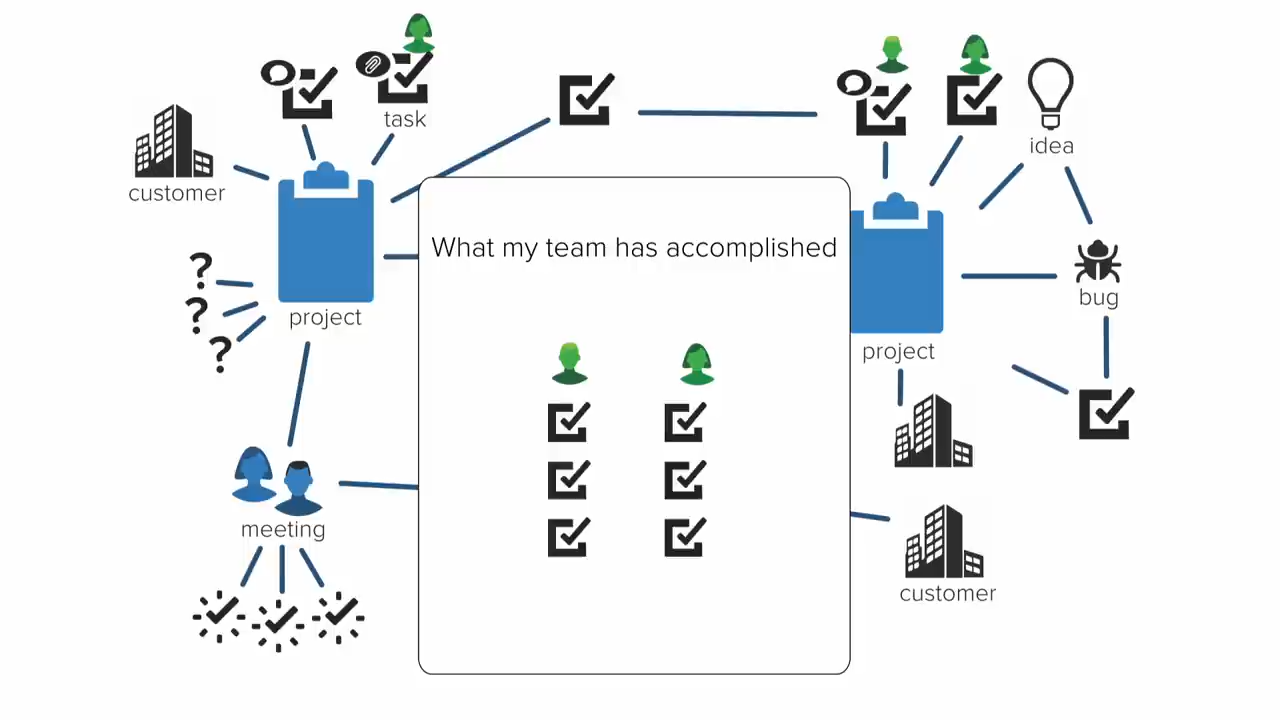 task
customer
idea
What my team has accomplished
?
?
?
project
bug
project
meeting
customer